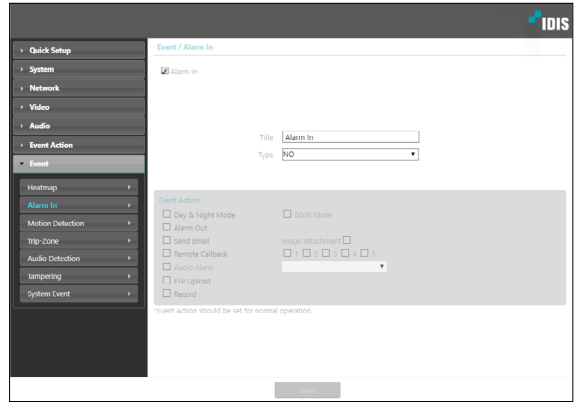 IDIS
Quick Setup
System
Network
Video
Audio
Event Action
Event
Heatmap
Alarm In
Motion Detection
Trip-Zone
Audio Detection
Tampering
System Event
Event / Alarm In
Alarm In
Title Alarm In
Type NO
Event Action
Day & Night Mode B&W Mode
Alarm Out
Send Email Image Attachment
Remote Callback 1 2 3 4 5
Audio Alarm
FTP Upload
Record
*Event Action should be set for normal operation.
Save